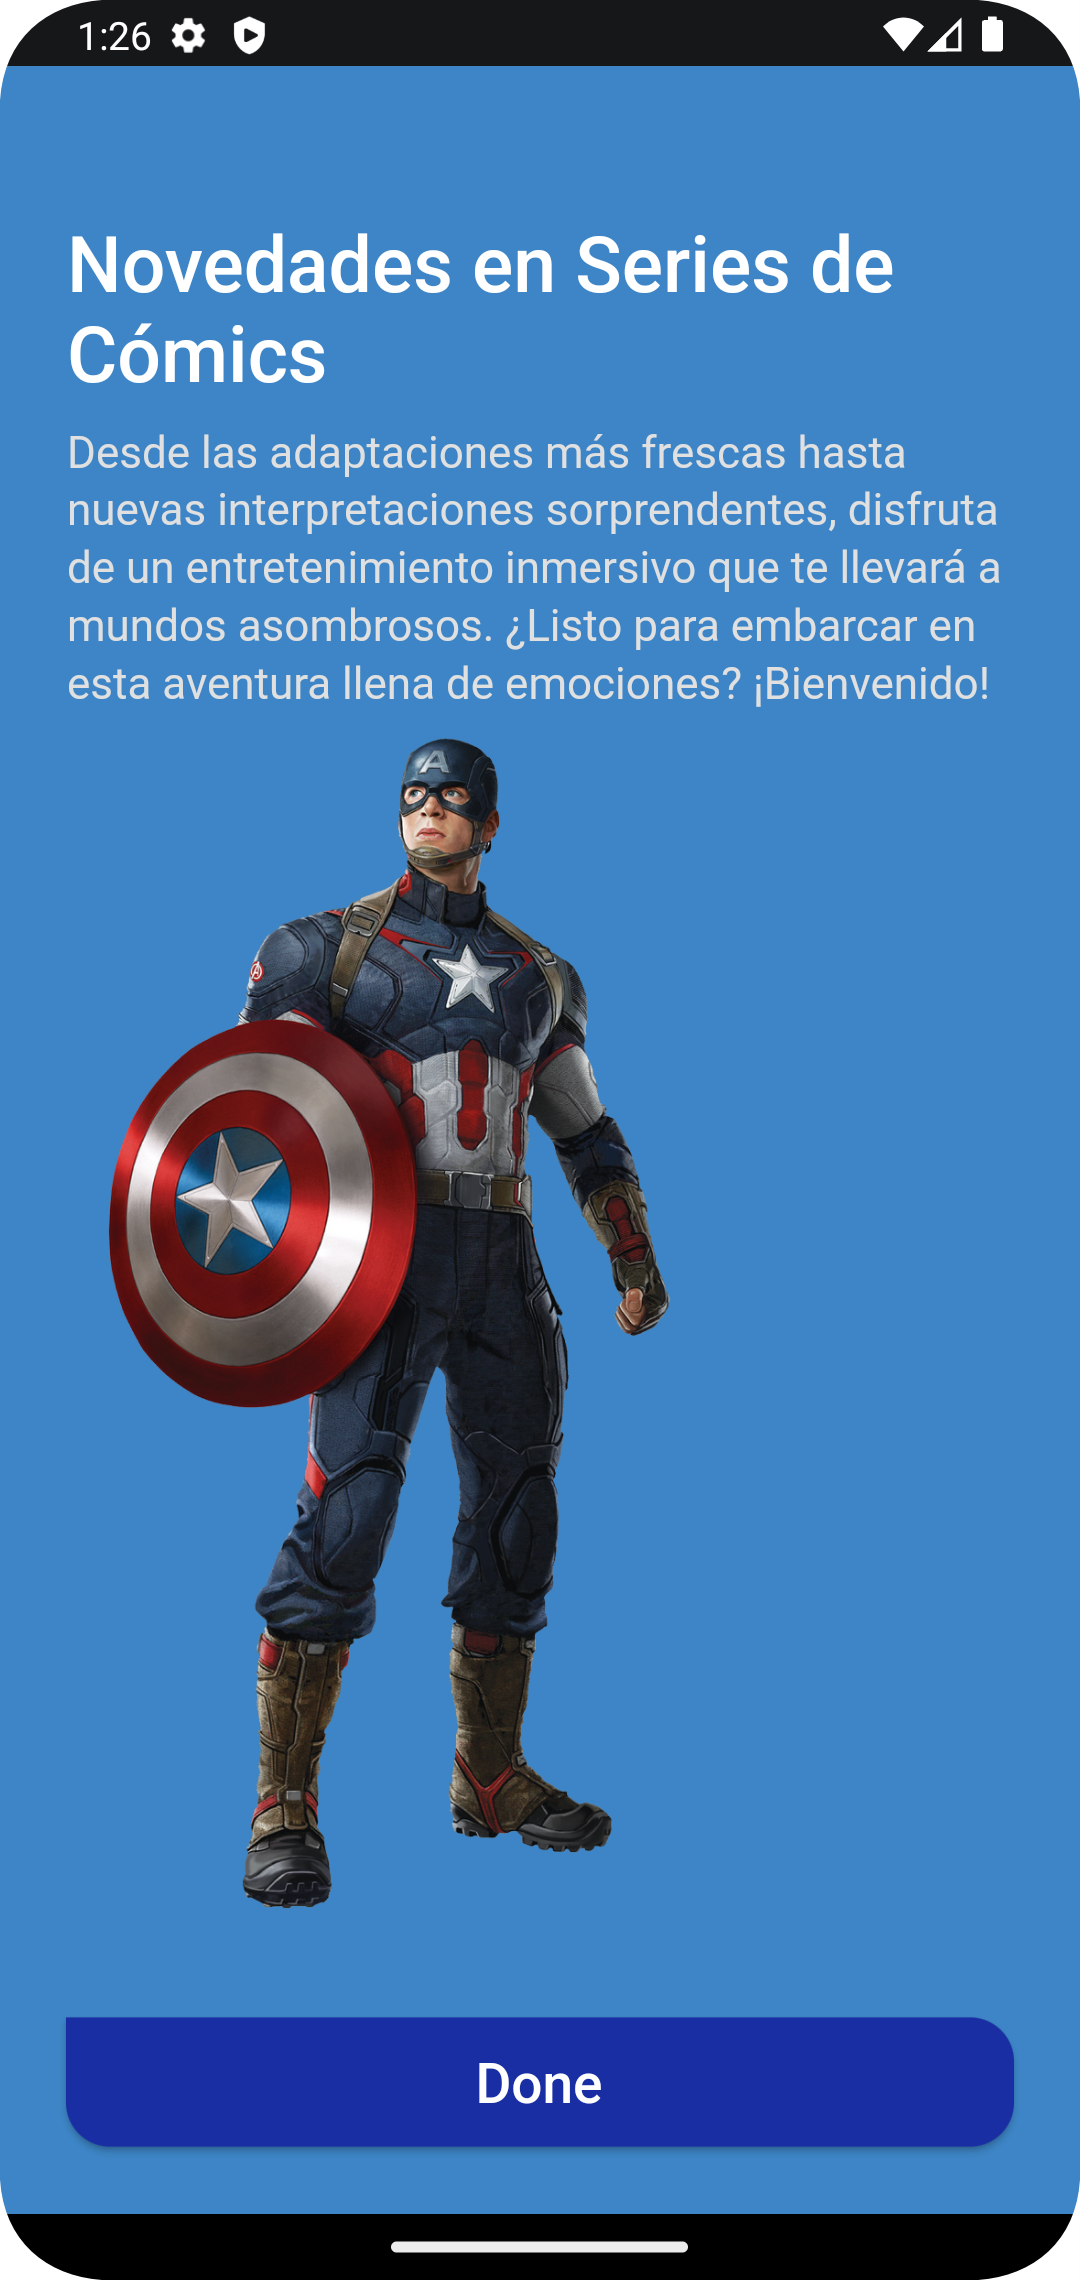 1:26
Novedades en Series de
Cómics
Desde las adaptaciones más frescas hasta
nuevas interpretaciones sorprendentes, disfruta
de un entretenimiento inmersivo que te llevará a
mundos asombrosos. ¿Listo para embarcar en
esta aventura llena de emociones? ¡Bienvenido!
A
A
Done